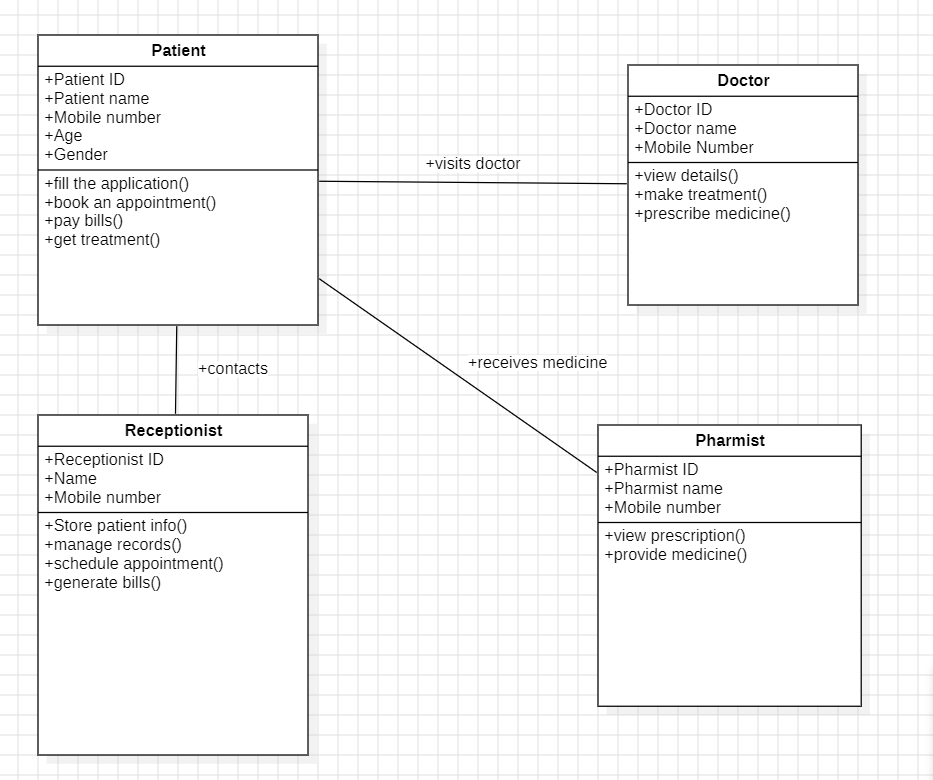 Patient
+Patient ID
+Patient name
+Mobile number
+Age
+Gender
+fill the application()
+book an appointment()
+pay bills()
+get treatment()
+visits doctor
Doctor
+Doctor ID
+Doctor name
+Mobile Number
+view details()
+make treatment()
+prescribe medicine()
+contacts
+receives medicine
Receptionist
+Receptionist ID
+Name
+Mobile number
+Store patient info()
+manage records()
+schedule appointment()
+generate bills()
Pharmist
+Pharmist ID
+Pharmist name
+Mobile number
+view prescription()
+provide medicine()